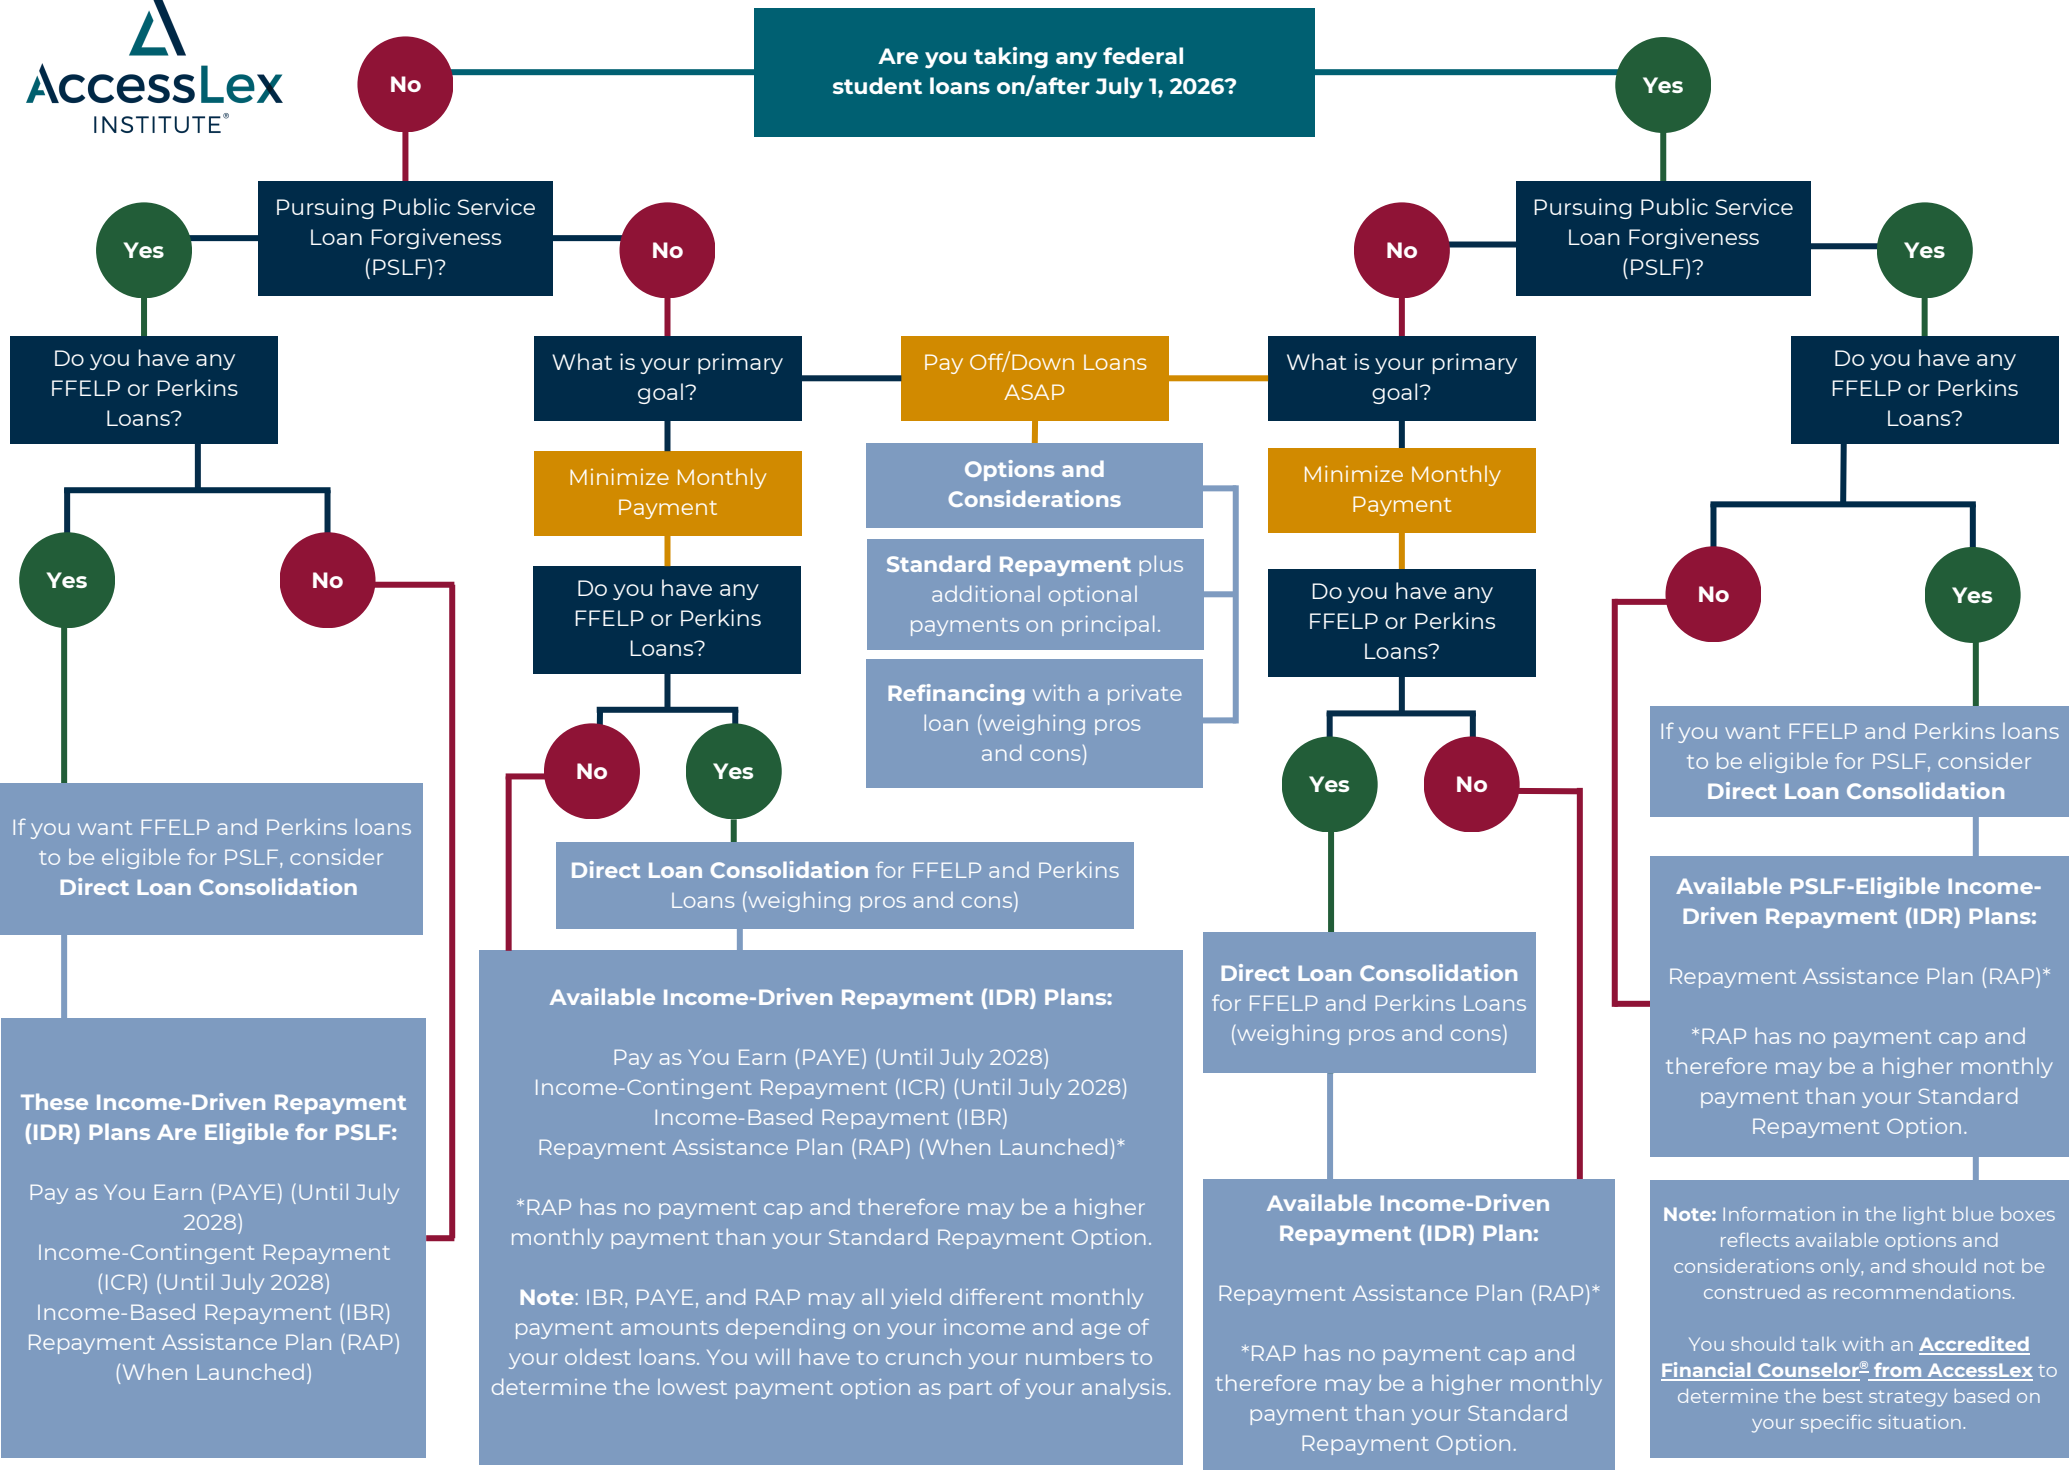 AccessLex
INSTITUTE®
Are you taking any federal
student loans on/after July 1, 2026?
No
Yes
Pursuing Public Service
Loan Forgiveness
(PSLF)?
Yes
No
Pursuing Public Service
Loan Forgiveness
(PSLF)?
No
Yes
Do you have any
FFELP or Perkins
Loans?
What is your primary
goal?
Pay Off/Down Loans
ASAP
What is your primary
goal?
Do you have any
FFELP or Perkins
Loans?
Minimize Monthly
Payment
Options and
Considerations
Minimize Monthly
Payment
Yes
No
Do you have any
FFELP or Perkins
Loans?
Standard Repayment plus
additional optional
payments on principal.
Do you have any
FFELP or Perkins
Loans?
No
Yes
Refinancing with a private
loan (weighing pros
and cons)
No
Yes
Yes
No
If you want FFELP and Perkins loans
to be eligible for PSLF, consider
Direct Loan Consolidation
If you want FFELP and Perkins loans
to be eligible for PSLF, consider
Direct Loan Consolidation
Direct Loan Consolidation for FFELP and Perkins
Loans (weighing pros and cons)
Direct Loan Consolidation
for FFELP and Perkins Loans
(weighing pros and cons)
Available PSLF-Eligible Income-
Driven Repayment (IDR) Plans:
Repayment Assistance Plan (RAP)*
*RAP has no payment cap and
therefore may be a higher monthly
payment than your Standard
Repayment Option.
These Income-Driven Repayment
(IDR) Plans Are Eligible for PSLF:
Pay as You Earn (PAYE) (Until July
2028)
Income-Contingent Repayment
(ICR) (Until July 2028)
Income-Based Repayment (IBR)
Repayment Assistance Plan (RAP)
(When Launched)
Available Income-Driven Repayment (IDR) Plans:
Pay as You Earn (PAYE) (Until July 2028)
Income-Contingent Repayment (ICR) (Until July 2028)
Income-Based Repayment (IBR)
Repayment Assistance Plan (RAP) (When Launched)*
*RAP has no payment cap and therefore may be a higher
monthly payment than your Standard Repayment Option.
Note: IBR, PAYE, and RAP may all yield different monthly
payment amounts depending on your income and age of
your oldest loans. You will have to crunch your numbers to
determine the lowest payment option as part of your analysis.
Available Income-Driven
Repayment (IDR) Plan:
Repayment Assistance Plan (RAP)*
*RAP has no payment cap and
therefore may be a higher monthly
payment than your Standard
Repayment Option.
Note: Information in the light blue boxes
reflects available options and
considerations only, and should not be
construed as recommendations.
You should talk with an Accredited
Financial Counselor® from AccessLex to
determine the best strategy based on
your specific situation.